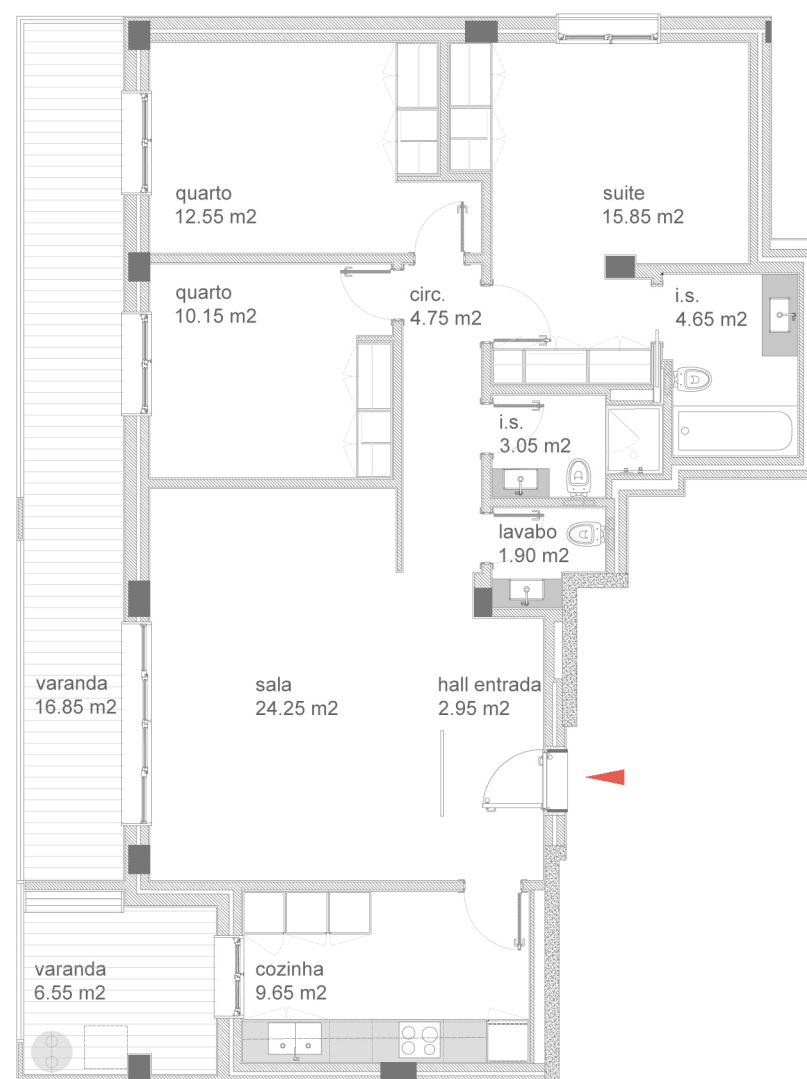 quarto
12.55 m2
suite
15.85 m2
quarto
10.15 m2
circ.
4.75 m2
i.s.
4.65 m2
i.s.
3.05 m2
lavabo
1.90 m2
varanda
16.85 m2
sala
24.25 m2
hall entrada
2.95 m2
varanda
6.55 m2
cozinha
9.65 m2